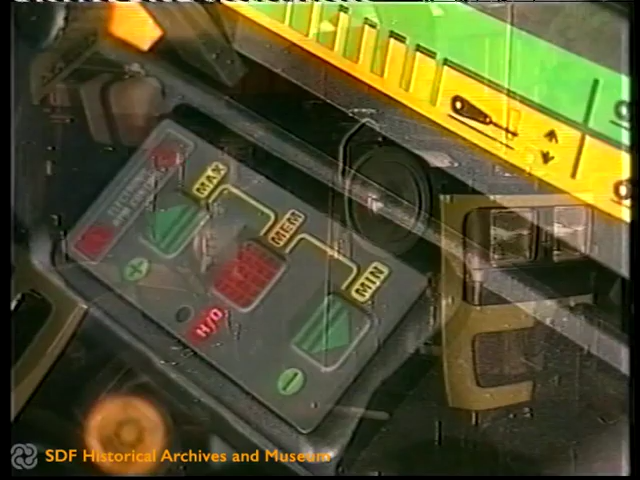 MAX
MEM
MIN
+
H/O
−
SDF Historical Archives and Museum